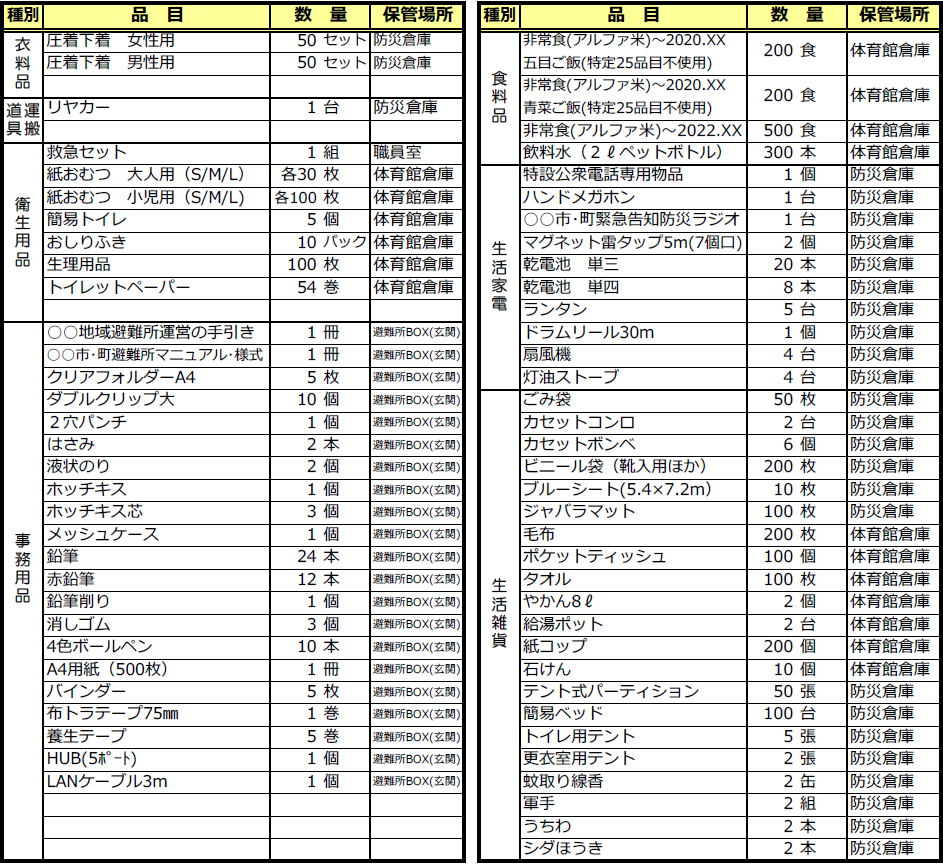 種別 品 目 数 量 保管場所
衣料品
圧着下着 女性用 50 セット 防災倉庫
圧着下着 男性用 50 セット 防災倉庫
道具運搬
リヤカー 1 台 防災倉庫
衛生用品
救急セット 1 組 職員室
紙おむつ 大人用（S/M/L） 各30 枚 体育館倉庫
紙おむつ 小児用（S/M/L) 各100 枚 体育館倉庫
簡易トイレ 5 個 体育館倉庫
おしりふき 10 パック 体育館倉庫
生理用品 100 枚 体育館倉庫
トイレットペーパー 54 巻 体育館倉庫
事務用品
○○地域避難所運営の手引き 1 冊 避難所BOX(玄関)
○○市･町避難所マニュアル･様式 1 冊 避難所BOX(玄関)
クリアフォルダーA4 5 枚 避難所BOX(玄関)
ダブルクリップ大 10 個 避難所BOX(玄関)
２穴パンチ 1 個 避難所BOX(玄関)
はさみ 2 本 避難所BOX(玄関)
液状のり 2 個 避難所BOX(玄関)
ホッチキス 1 個 避難所BOX(玄関)
ホッチキス芯 3 個 避難所BOX(玄関)
メッシュケース 1 個 避難所BOX(玄関)
鉛筆 24 本 避難所BOX(玄関)
赤鉛筆 12 本 避難所BOX(玄関)
鉛筆削り 1 個 避難所BOX(玄関)
消しゴム 3 個 避難所BOX(玄関)
4色ボールペン 10 本 避難所BOX(玄関)
A4用紙（500枚） 1 冊 避難所BOX(玄関)
バインダー 5 枚 避難所BOX(玄関)
布トラテープ75㎜ 1 巻 避難所BOX(玄関)
養生テープ 5 巻 避難所BOX(玄関)
HUB(5ﾎﾟｰﾄ) 1 個 避難所BOX(玄関)
LANケーブル3m 1 個 避難所BOX(玄関)
種別 品 目 数 量 保管場所
食料品
非常食(アルファ米)～2020.XX
五目ご飯(特定25品目不使用) 200 食 体育館倉庫
非常食(アルファ米)～2020.XX
青菜ご飯(特定25品目不使用) 200 食 体育館倉庫
非常食(アルファ米)～2022.XX 500 食 体育館倉庫
飲料水（２ℓペットボトル） 300 本 体育館倉庫
生活家電
特設公衆電話専用物品 1 個 防災倉庫
ハンドメガホン 1 台 防災倉庫
○○市･町緊急告知防災ラジオ 1 台 防災倉庫
マグネット雷タップ5m(7個口) 2 個 防災倉庫
乾電池 単三 20 本 防災倉庫
乾電池 単四 8 本 防災倉庫
ランタン 5 台 防災倉庫
ドラムリール30m 1 個 防災倉庫
扇風機 4 台 防災倉庫
灯油ストーブ 4 台 防災倉庫
生活雑貨
ごみ袋 50 枚 防災倉庫
カセットコンロ 2 台 防災倉庫
カセットボンベ 6 個 防災倉庫
ビニール袋（靴入用ほか） 200 枚 防災倉庫
ブルーシート(5.4×7.2m） 10 枚 防災倉庫
ジャバラマット 100 枚 防災倉庫
毛布 200 枚 体育館倉庫
ポケットティッシュ 100 個 体育館倉庫
タオル 100 枚 体育館倉庫
やかん8ℓ 2 個 体育館倉庫
給湯ポット 2 台 体育館倉庫
紙コップ 200 個 体育館倉庫
石けん 10 個 体育館倉庫
テント式パーティション 50 張 防災倉庫
簡易ベッド 100 台 防災倉庫
トイレ用テント 5 張 防災倉庫
更衣室用テント 2 張 防災倉庫
蚊取り線香 2 缶 防災倉庫
軍手 2 組 防災倉庫
うちわ 2 本 防災倉庫
シダほうき 2 本 防災倉庫